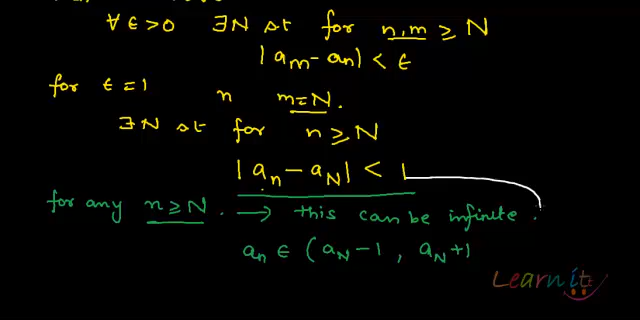 ∀ ϵ > 0 ∃ N st for n, m ≥ N
|a_m - a_n| < ϵ
for ϵ = 1 n m = N.
∃ N st for n ≥ N
|a_n - a_N| < 1
for any n ≥ N. → this can be infinite.
a_n ∈ (a_N - 1, a_N + 1
Learnit